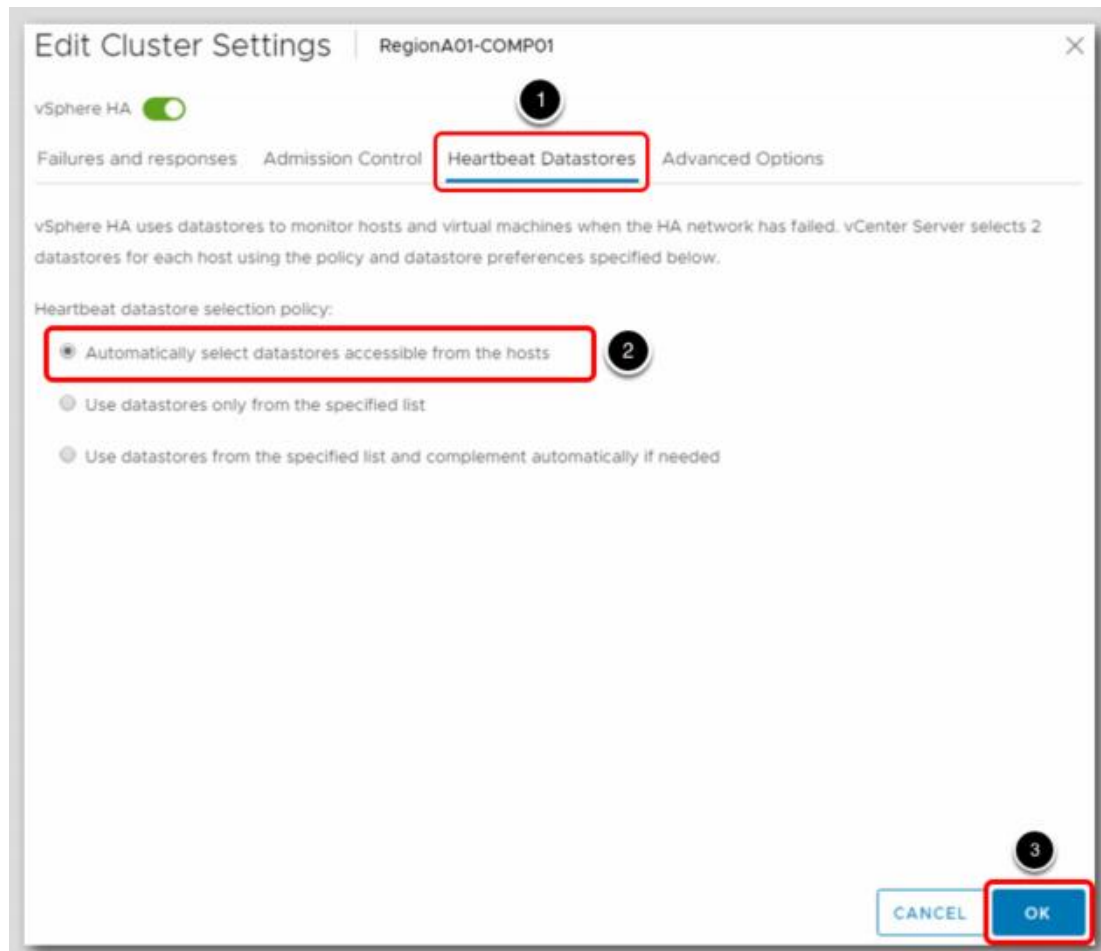 Edit Cluster Settings RegionA01-COMP01
vSphere HA
1
Failures and responses Admission Control Heartbeat Datastores Advanced Options
vSphere HA uses datastores to monitor hosts and virtual machines when the HA network has failed. vCenter Server selects 2
datastores for each host using the policy and datastore preferences specified below.
Heartbeat datastore selection policy:
Automatically select datastores accessible from the hosts 2
Use datastores only from the specified list
Use datastores from the specified list and complement automatically if needed
3
CANCEL OK